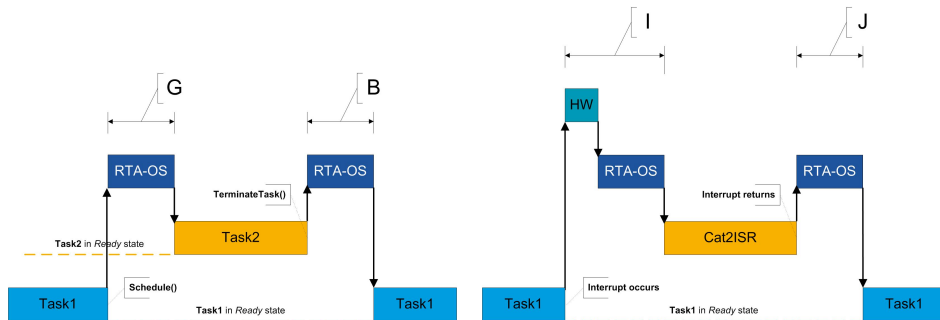 I
J
G
B
HW
RTA-OS
RTA-OS
RTA-OS
RTA-OS
TerminateTask()
Interrupt returns
Task2
Cat2ISR
Task2 in Ready state
Schedule()
Interrupt occurs
Task1
Task1 in Ready state
Task1
Task1
Task1 in Ready state
Task1